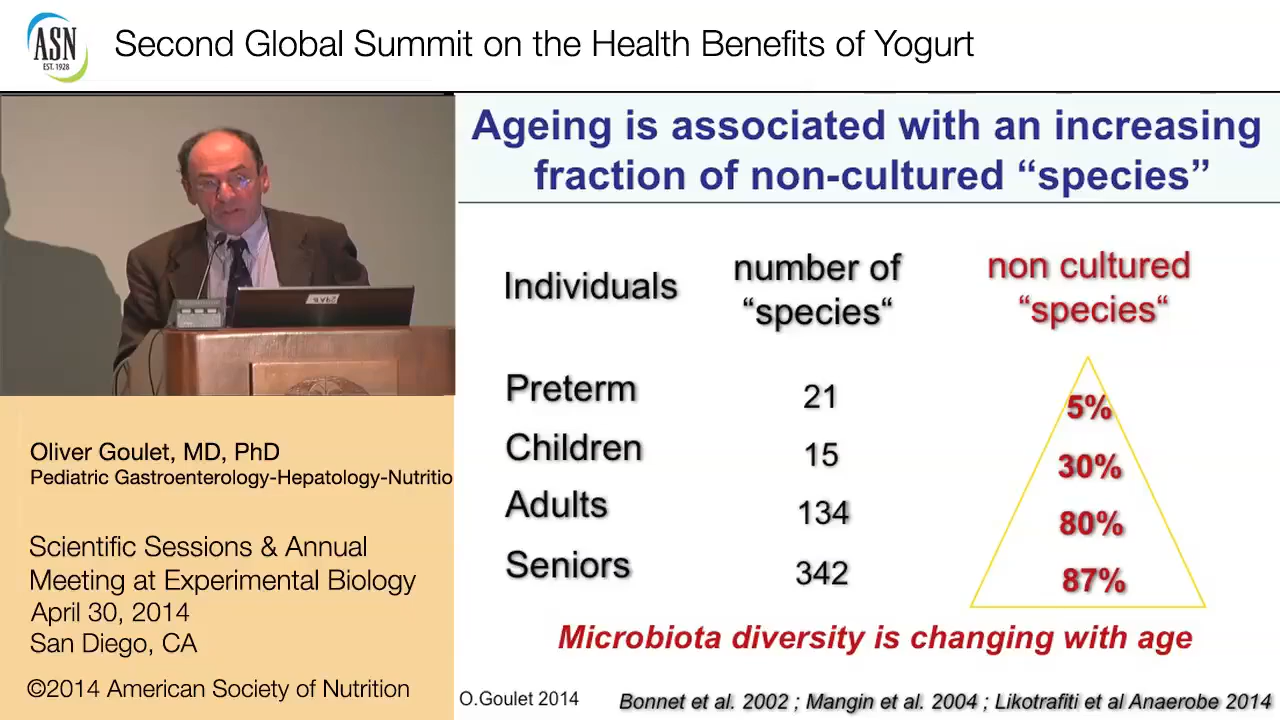 ASN
EST. 1928
Second Global Summit on the Health Benefits of Yogurt
Ageing is associated with an increasing
fraction of non-cultured “species”
Individuals
number of
“species“
non cultured
“species“
Preterm 21 5%
Children 15 30%
Adults 134 80%
Seniors 342 87%
Microbiota diversity is changing with age
O.Goulet 2014
Bonnet et al. 2002 ; Mangin et al. 2004 ; Likotrafiti et al Anaerobe 2014
Oliver Goulet, MD, PhD
Pediatric Gastroenterology-Hepatology-Nutritio
Scientific Sessions & Annual
Meeting at Experimental Biology
April 30, 2014
San Diego, CA
©2014 American Society of Nutrition